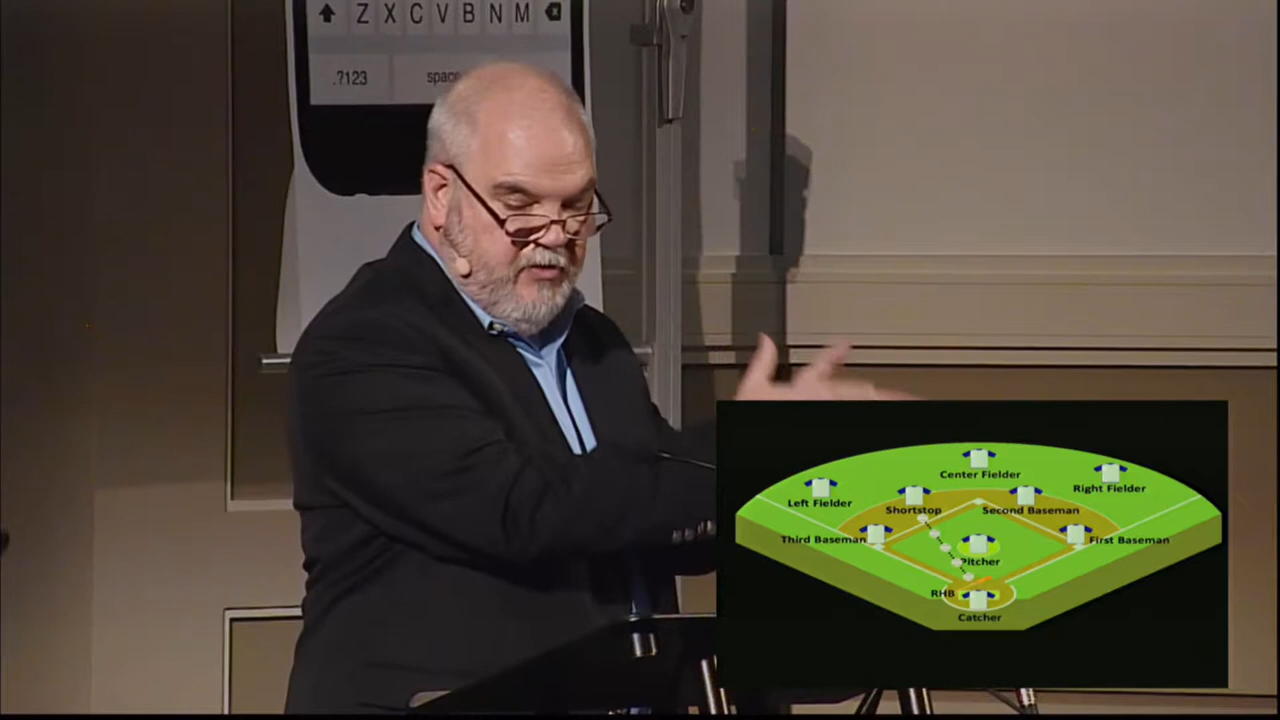 Z X C V B N M
.?123 space
Center Fielder
Right Fielder
Left Fielder
Shortstop
Second Baseman
Third Baseman
First Baseman
Pitcher
RHB
Catcher